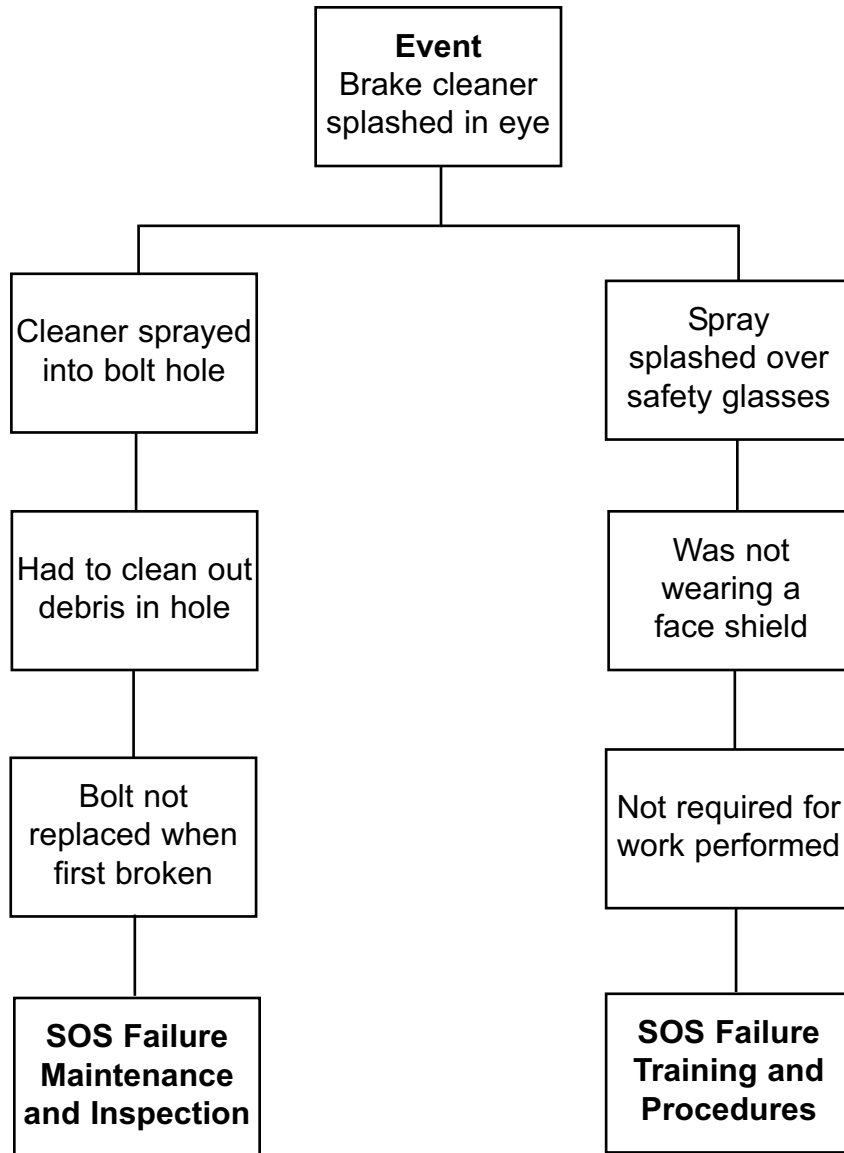 Event
Brake cleaner
splashed in eye
Cleaner sprayed
into bolt hole
Had to clean out
debris in hole
Bolt not
replaced when
first broken
SOS Failure
Maintenance
and Inspection
Spray
splashed over
safety glasses
Was not
wearing a
face shield
Not required for
work performed
SOS Failure
Training and
Procedures